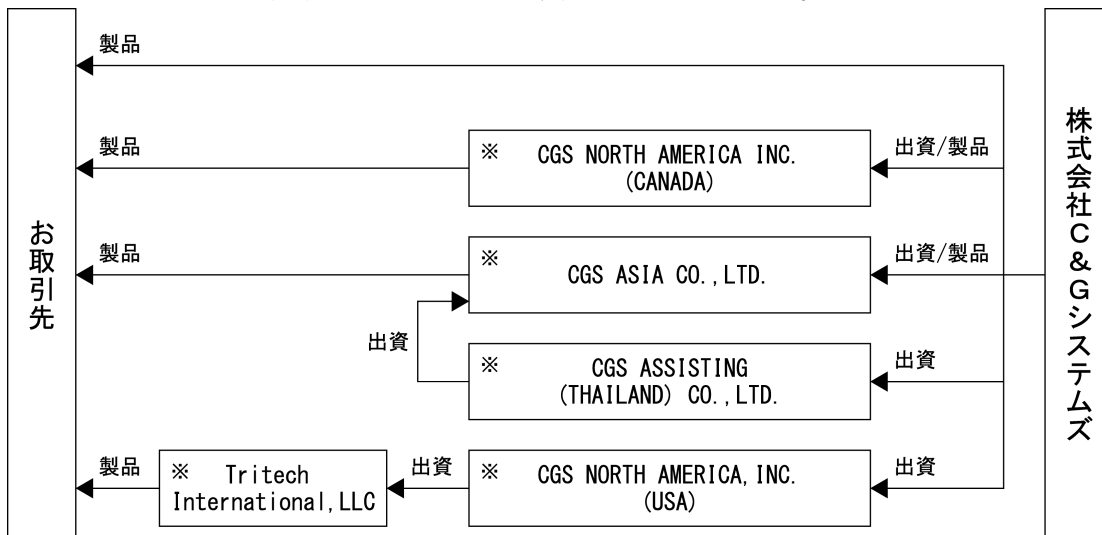 製品
製品
※ CGS NORTH AMERICA INC.
(CANADA)
出資/製品
製品
※ CGS ASIA CO.,LTD.
出資/製品
出資
※ CGS ASSISTING
(THAILAND) CO.,LTD.
出資
製品
※ Tritech
International,LLC
出資
※ CGS NORTH AMERICA,INC.
(USA)
出資
お取引先
株式会社C&Gシステムズ